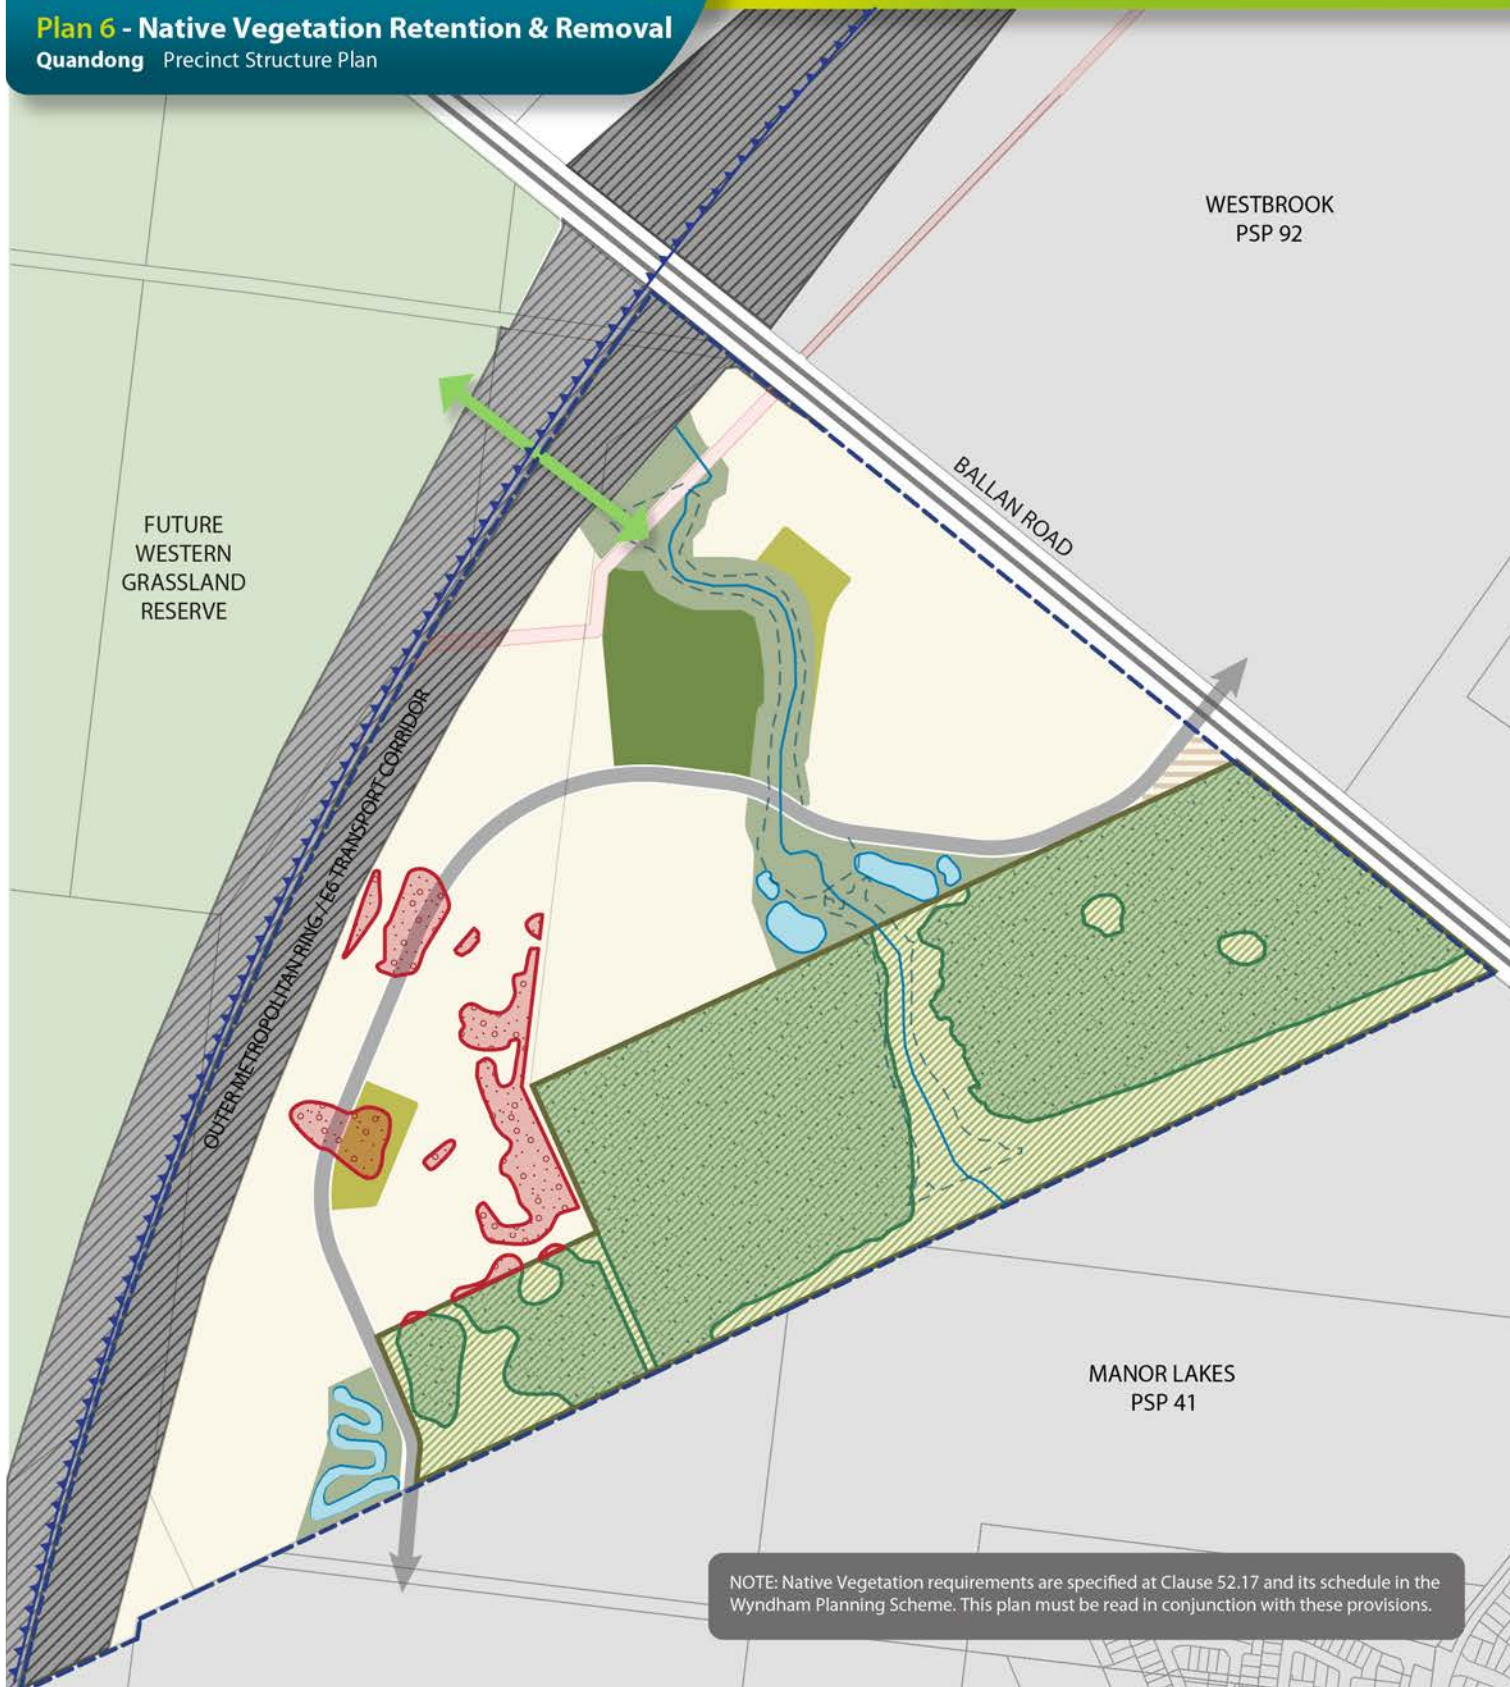 Plan 6 - Native Vegetation Retention & Removal
Quandong Precinct Structure Plan
WESTBROOK
PSP 92
BALLAN ROAD
FUTURE
WESTERN
GRASSLAND
RESERVE
OUTER METROPOLITAN RING / E6 TRANSPORT CORRIDOR
MANOR LAKES
PSP 41
NOTE: Native Vegetation requirements are specified at Clause 52.17 and its schedule in the
Wyndham Planning Scheme. This plan must be read in conjunction with these provisions.